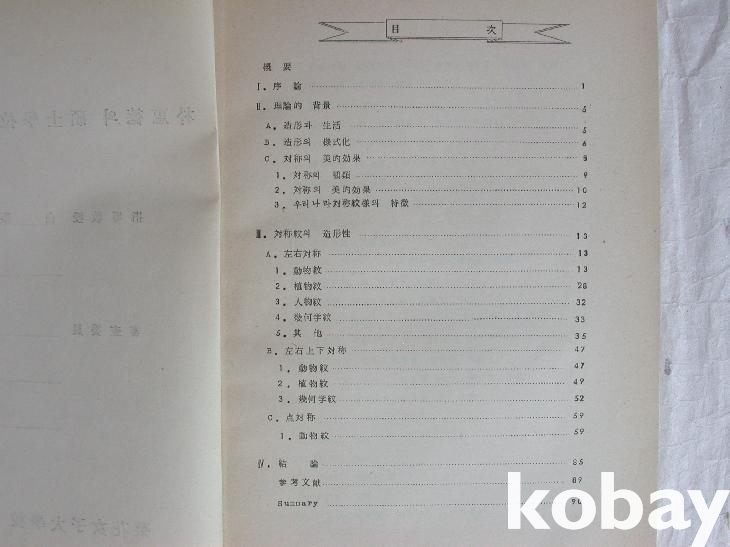 目 次
概 要
Ⅰ. 序 論 1
Ⅱ. 理論的 背景 5
A. 造形과 生活 5
B. 造形의 様式化 6
C. 対称의 美的効果 8
1. 対称의 種類 9
2. 対称의 美的効果 10
3. 우리나라対称紋様의 特徴 12
Ⅲ. 対称紋의 造形性 13
A. 左右対称 13
1. 動物紋 13
2. 植物紋 28
3. 人物紋 32
4. 幾何学紋 33
5. 其 他 35
B. 左右上下対称 47
1. 動物紋 47
2. 植物紋 49
3. 幾何学紋 52
C. 点対称 59
1. 動物紋 59
Ⅳ. 結 論 85
参考文献 89
Summary 90
kobay